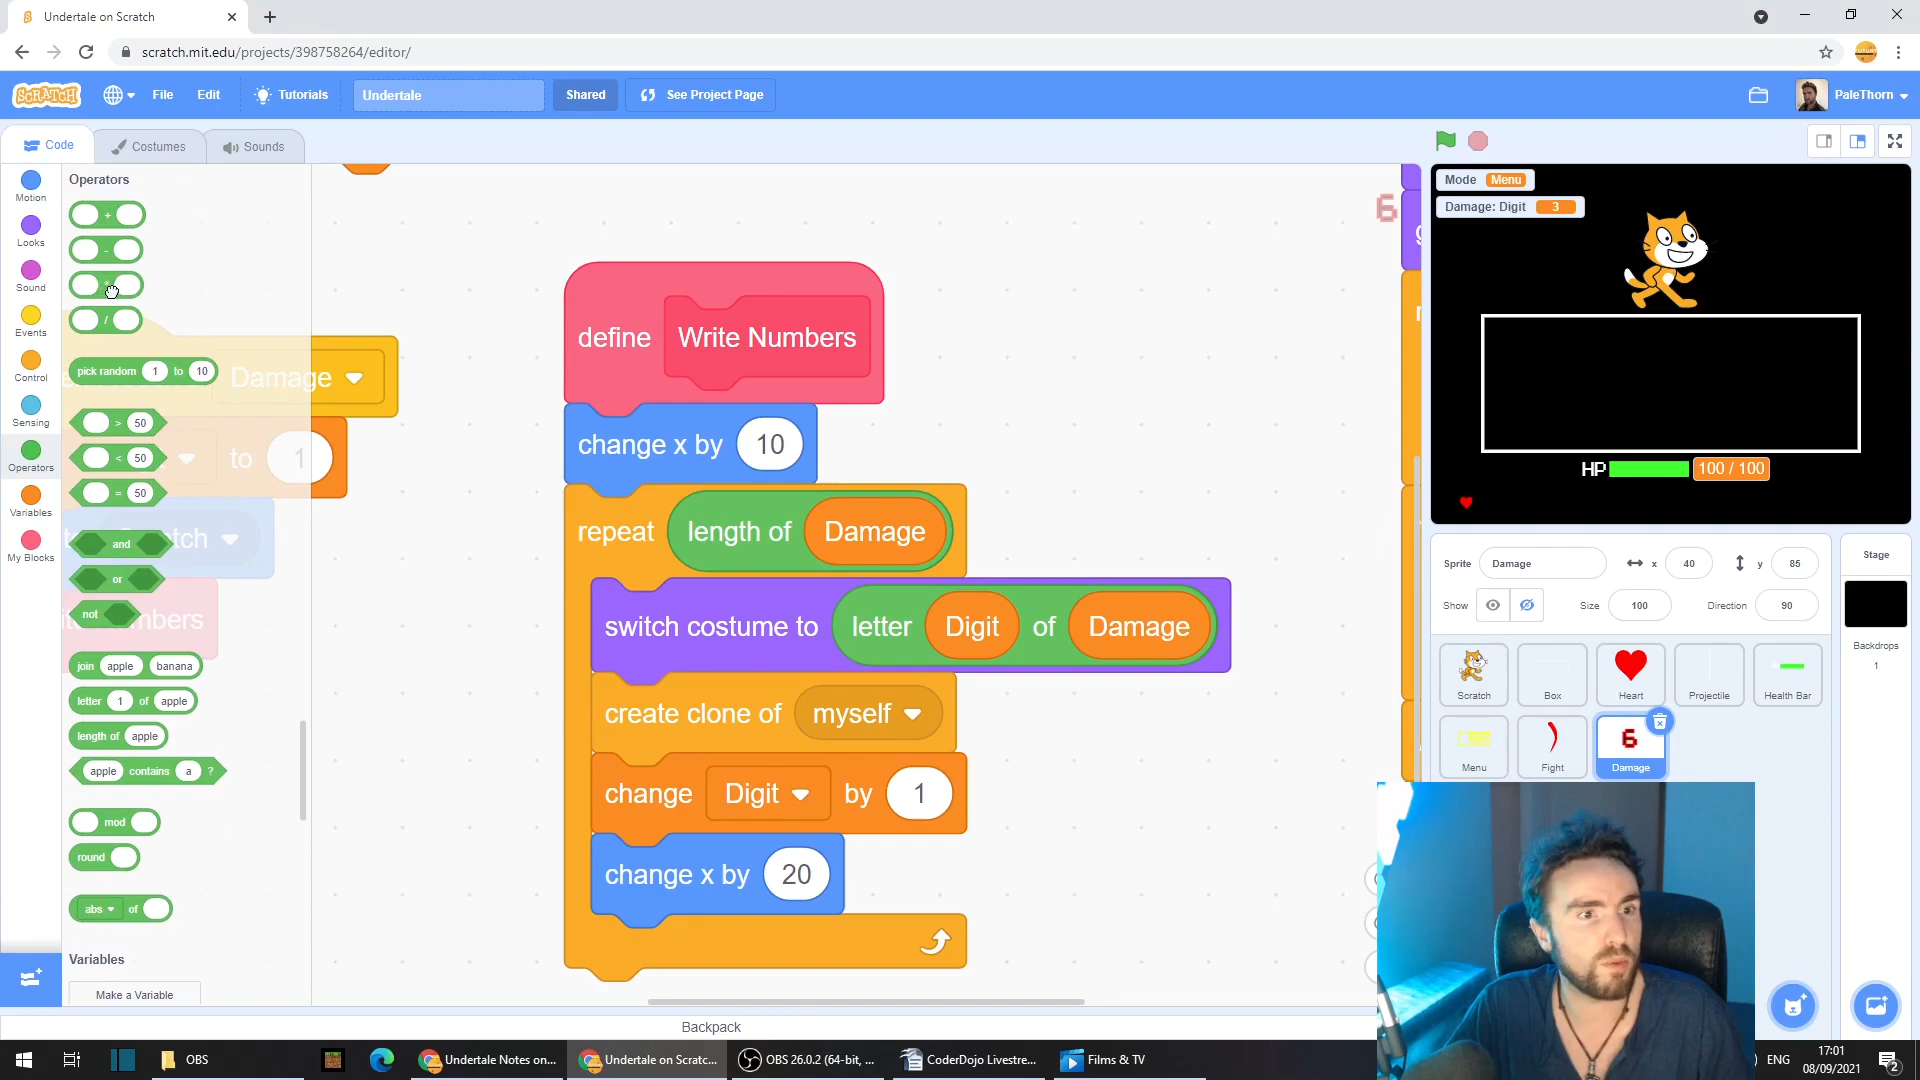 Undertale on Scratch
scratch.mit.edu/projects/398758264/editor/
SCRATCH
File
Edit
Tutorials
Undertale
Shared
See Project Page
PaleThorn
Code
Costumes
Sounds
Motion
Looks
Sound
Events
Control
Sensing
Operators
Variables
My Blocks
Operators
+
-
/
pick random 1 to 10
> 50
< 50
= 50
and
or
not
join apple banana
letter 1 of apple
length of apple
apple contains a ?
mod
round
abs of
Variables
Make a Variable
Damage
to 1
define Write Numbers
change x by 10
repeat length of Damage
switch costume to letter Digit of Damage
create clone of myself
change Digit by 1
change x by 20
Backpack
6
Mode Menu
Damage: Digit 3
HP 100 / 100
Sprite Damage x 40 y 85
Show Size 100 Direction 90
Scratch
Box
Heart
Projectile
Health Bar
Menu
Fight
6
Damage
Stage
Backdrops
1
OBS
Undertale Notes on...
Undertale on Scratc...
OBS 26.0.2 (64-bit, ...
CoderDojo Livestre...
Films & TV
ENG
17:01
08/09/2021
2